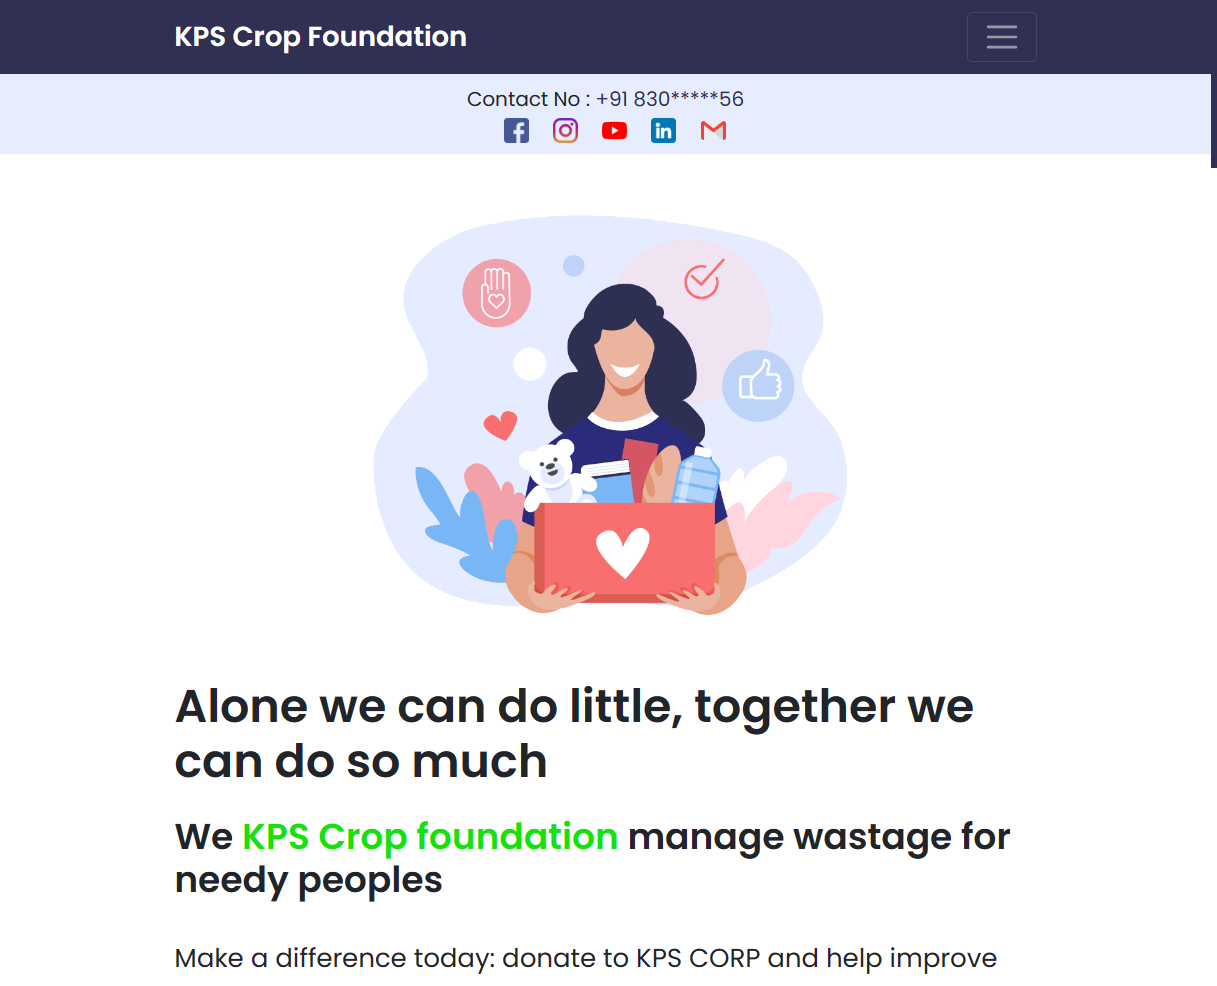 KPS Crop Foundation
Contact No : +91 830*****56
Alone we can do little, together we
can do so much
We KPS Crop foundation manage wastage for
needy peoples
Make a difference today: donate to KPS CORP and help improve